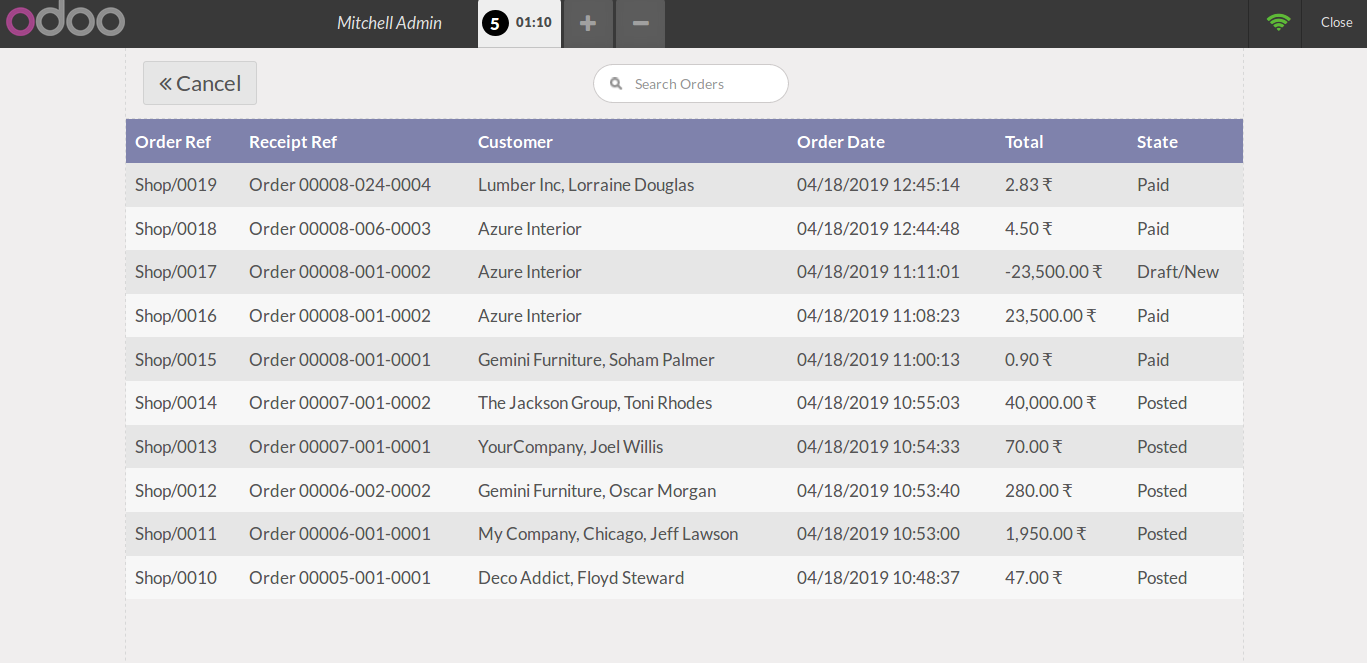 odoo Mitchell Admin 5 01:10 + − Close
Cancel Search Orders
Order Ref Receipt Ref Customer Order Date Total State
Shop/0019 Order 00008-024-0004 Lumber Inc, Lorraine Douglas 04/18/2019 12:45:14 2.83 ₹ Paid
Shop/0018 Order 00008-006-0003 Azure Interior 04/18/2019 12:44:48 4.50 ₹ Paid
Shop/0017 Order 00008-001-0002 Azure Interior 04/18/2019 11:11:01 -23,500.00 ₹ Draft/New
Shop/0016 Order 00008-001-0002 Azure Interior 04/18/2019 11:08:23 23,500.00 ₹ Paid
Shop/0015 Order 00008-001-0001 Gemini Furniture, Soham Palmer 04/18/2019 11:00:13 0.90 ₹ Paid
Shop/0014 Order 00007-001-0002 The Jackson Group, Toni Rhodes 04/18/2019 10:55:03 40,000.00 ₹ Posted
Shop/0013 Order 00007-001-0001 YourCompany, Joel Willis 04/18/2019 10:54:33 70.00 ₹ Posted
Shop/0012 Order 00006-002-0002 Gemini Furniture, Oscar Morgan 04/18/2019 10:53:40 280.00 ₹ Posted
Shop/0011 Order 00006-001-0001 My Company, Chicago, Jeff Lawson 04/18/2019 10:53:00 1,950.00 ₹ Posted
Shop/0010 Order 00005-001-0001 Deco Addict, Floyd Steward 04/18/2019 10:48:37 47.00 ₹ Posted